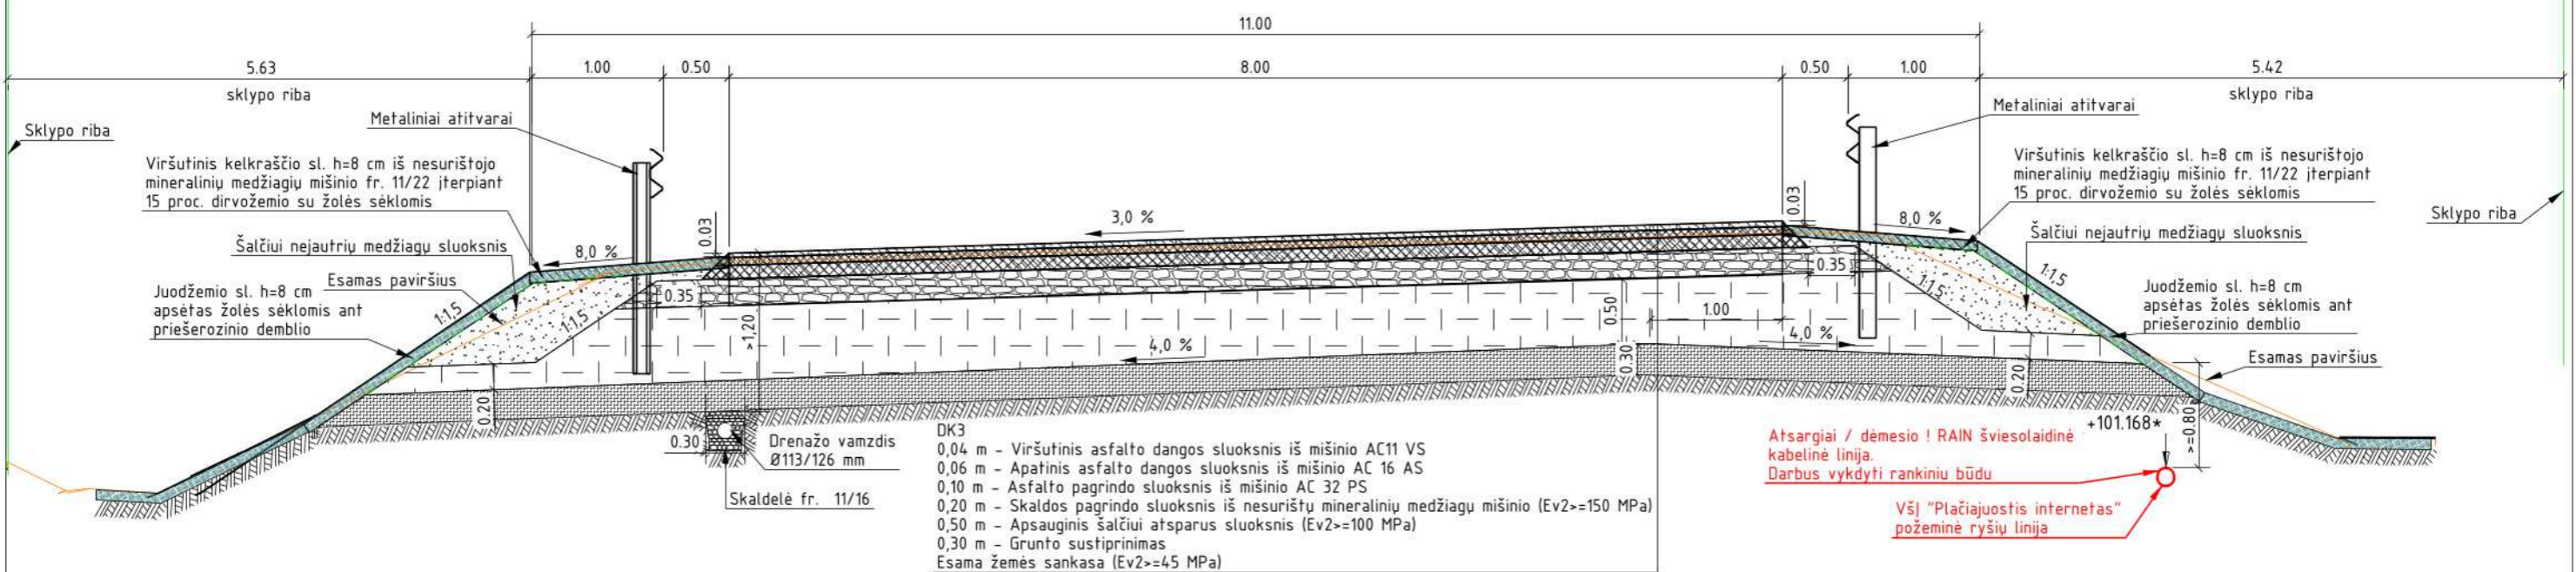 11.00
5.63
1.00
0.50
8.00
0.50
1.00
5.42
sklypo riba
sklypo riba
Sklypo riba
Metaliniai atitvarai
Metaliniai atitvarai
Viršutinis kelkraščio sl. h=8 cm iš nesurištojo
mineralinių medžiagių mišinio fr. 11/22 įterpiant
15 proc. dirvožemio su žolės sėklomis
Viršutinis kelkraščio sl. h=8 cm iš nesurištojo
mineralinių medžiagių mišinio fr. 11/22 įterpiant
15 proc. dirvožemio su žolės sėklomis
Sklypo riba
0.03
3,0 %
0.03
8,0 %
Šalčiui nejautrių medžiagų sluoksnis
8,0 %
Šalčiui nejautrių medžiagų sluoksnis
Esamas paviršius
Juodžemio sl. h=8 cm
apsėtas žolės sėklomis ant
priešerozinio demblio
1:1,5
1:1,5
0.35
0.35
1:1,5
1:1,5
Juodžemio sl. h=8 cm
apsėtas žolės sėklomis ant
priešerozinio demblio
>1,20
0.50
1.00
4,0 %
4,0 %
0.30
Esamas paviršius
0.20
0.20
>=0.80
0.30
Drenažo vamzdis
Ø113/126 mm
Skaldelė fr. 11/16
DK3
0,04 m - Viršutinis asfalto dangos sluoksnis iš mišinio AC11 VS
0,06 m - Apatinis asfalto dangos sluoksnis iš mišinio AC 16 AS
0,10 m - Asfalto pagrindo sluoksnis iš mišinio AC 32 PS
0,20 m - Skaldos pagrindo sluoksnis iš nesurištų mineralinių medžiagų mišinio (Ev2>=150 MPa)
0,50 m - Apsauginis šalčiui atsparus sluoksnis (Ev2>=100 MPa)
0,30 m - Grunto sustiprinimas
Esama žemės sankasa (Ev2>=45 MPa)
+101.168*
Atsargiai / dėmesio ! RAIN šviesolaidinė
kabelinė linija.
Darbus vykdyti rankiniu būdu
VšĮ "Plačiajuostis internetas"
požeminė ryšių linija